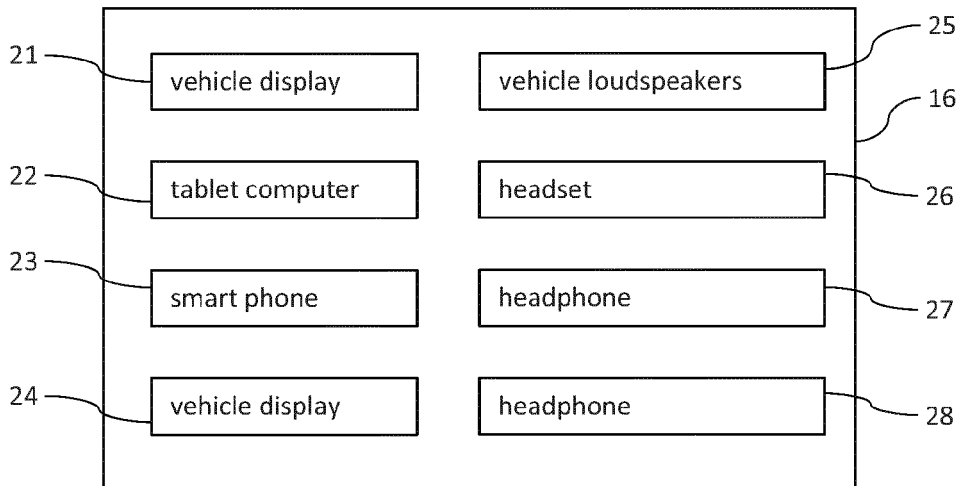 21 vehicle display vehicle loudspeakers 25
16
22 tablet computer headset 26
23 smart phone headphone 27
24 vehicle display headphone 28